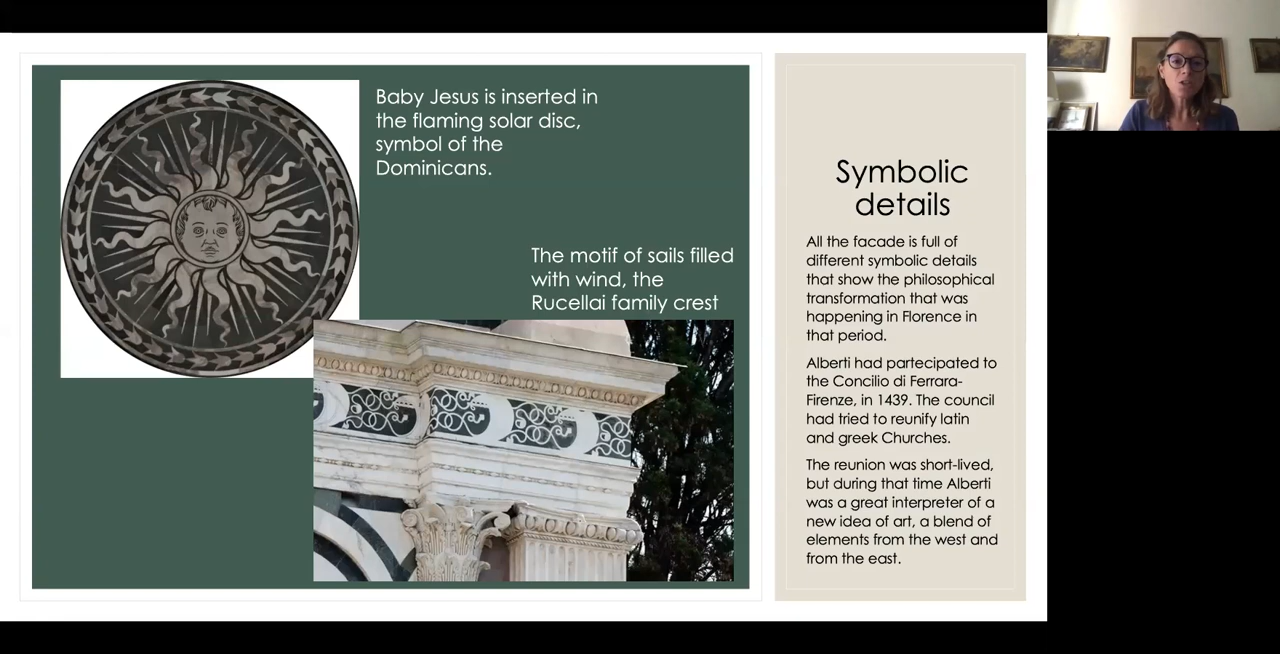 Baby Jesus is inserted in
the flaming solar disc,
symbol of the
Dominicans.
The motif of sails filled
with wind, the
Rucellai family crest
Symbolic
details
All the facade is full of
different symbolic details
that show the philosophical
transformation that was
happening in Florence in
that period.
Alberti had partecipated to
the Concilio di Ferrara-
Firenze, in 1439. The council
had tried to reunify latin
and greek Churches.
The reunion was short-lived,
but during that time Alberti
was a great interpreter of a
new idea of art, a blend of
elements from the west and
from the east.